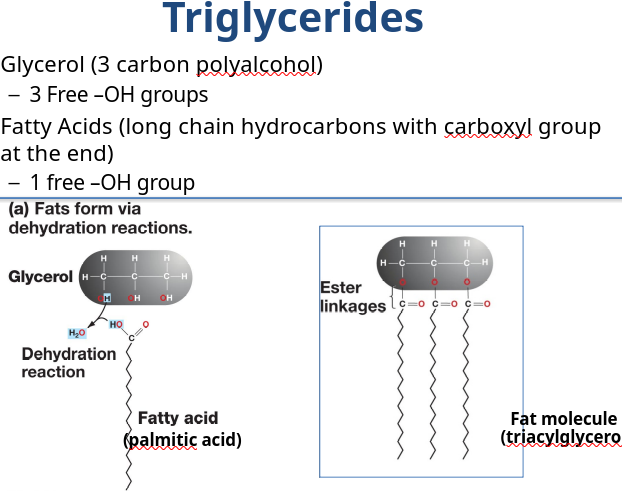 Triglycerides
Glycerol (3 carbon polyalcohol)
– 3 Free –OH groups
Fatty Acids (long chain hydrocarbons with carboxyl group
at the end)
– 1 free –OH group
(a) Fats form via
dehydration reactions.
Glycerol
H H H
H C C C H
OH OH OH
H₂O
HO O
C
Dehydration
reaction
Fatty acid
(palmitic acid)
H H H
H C C C H
O O O
Ester
linkages
C=O C=O C=O
Fat molecule
(triacylglycero